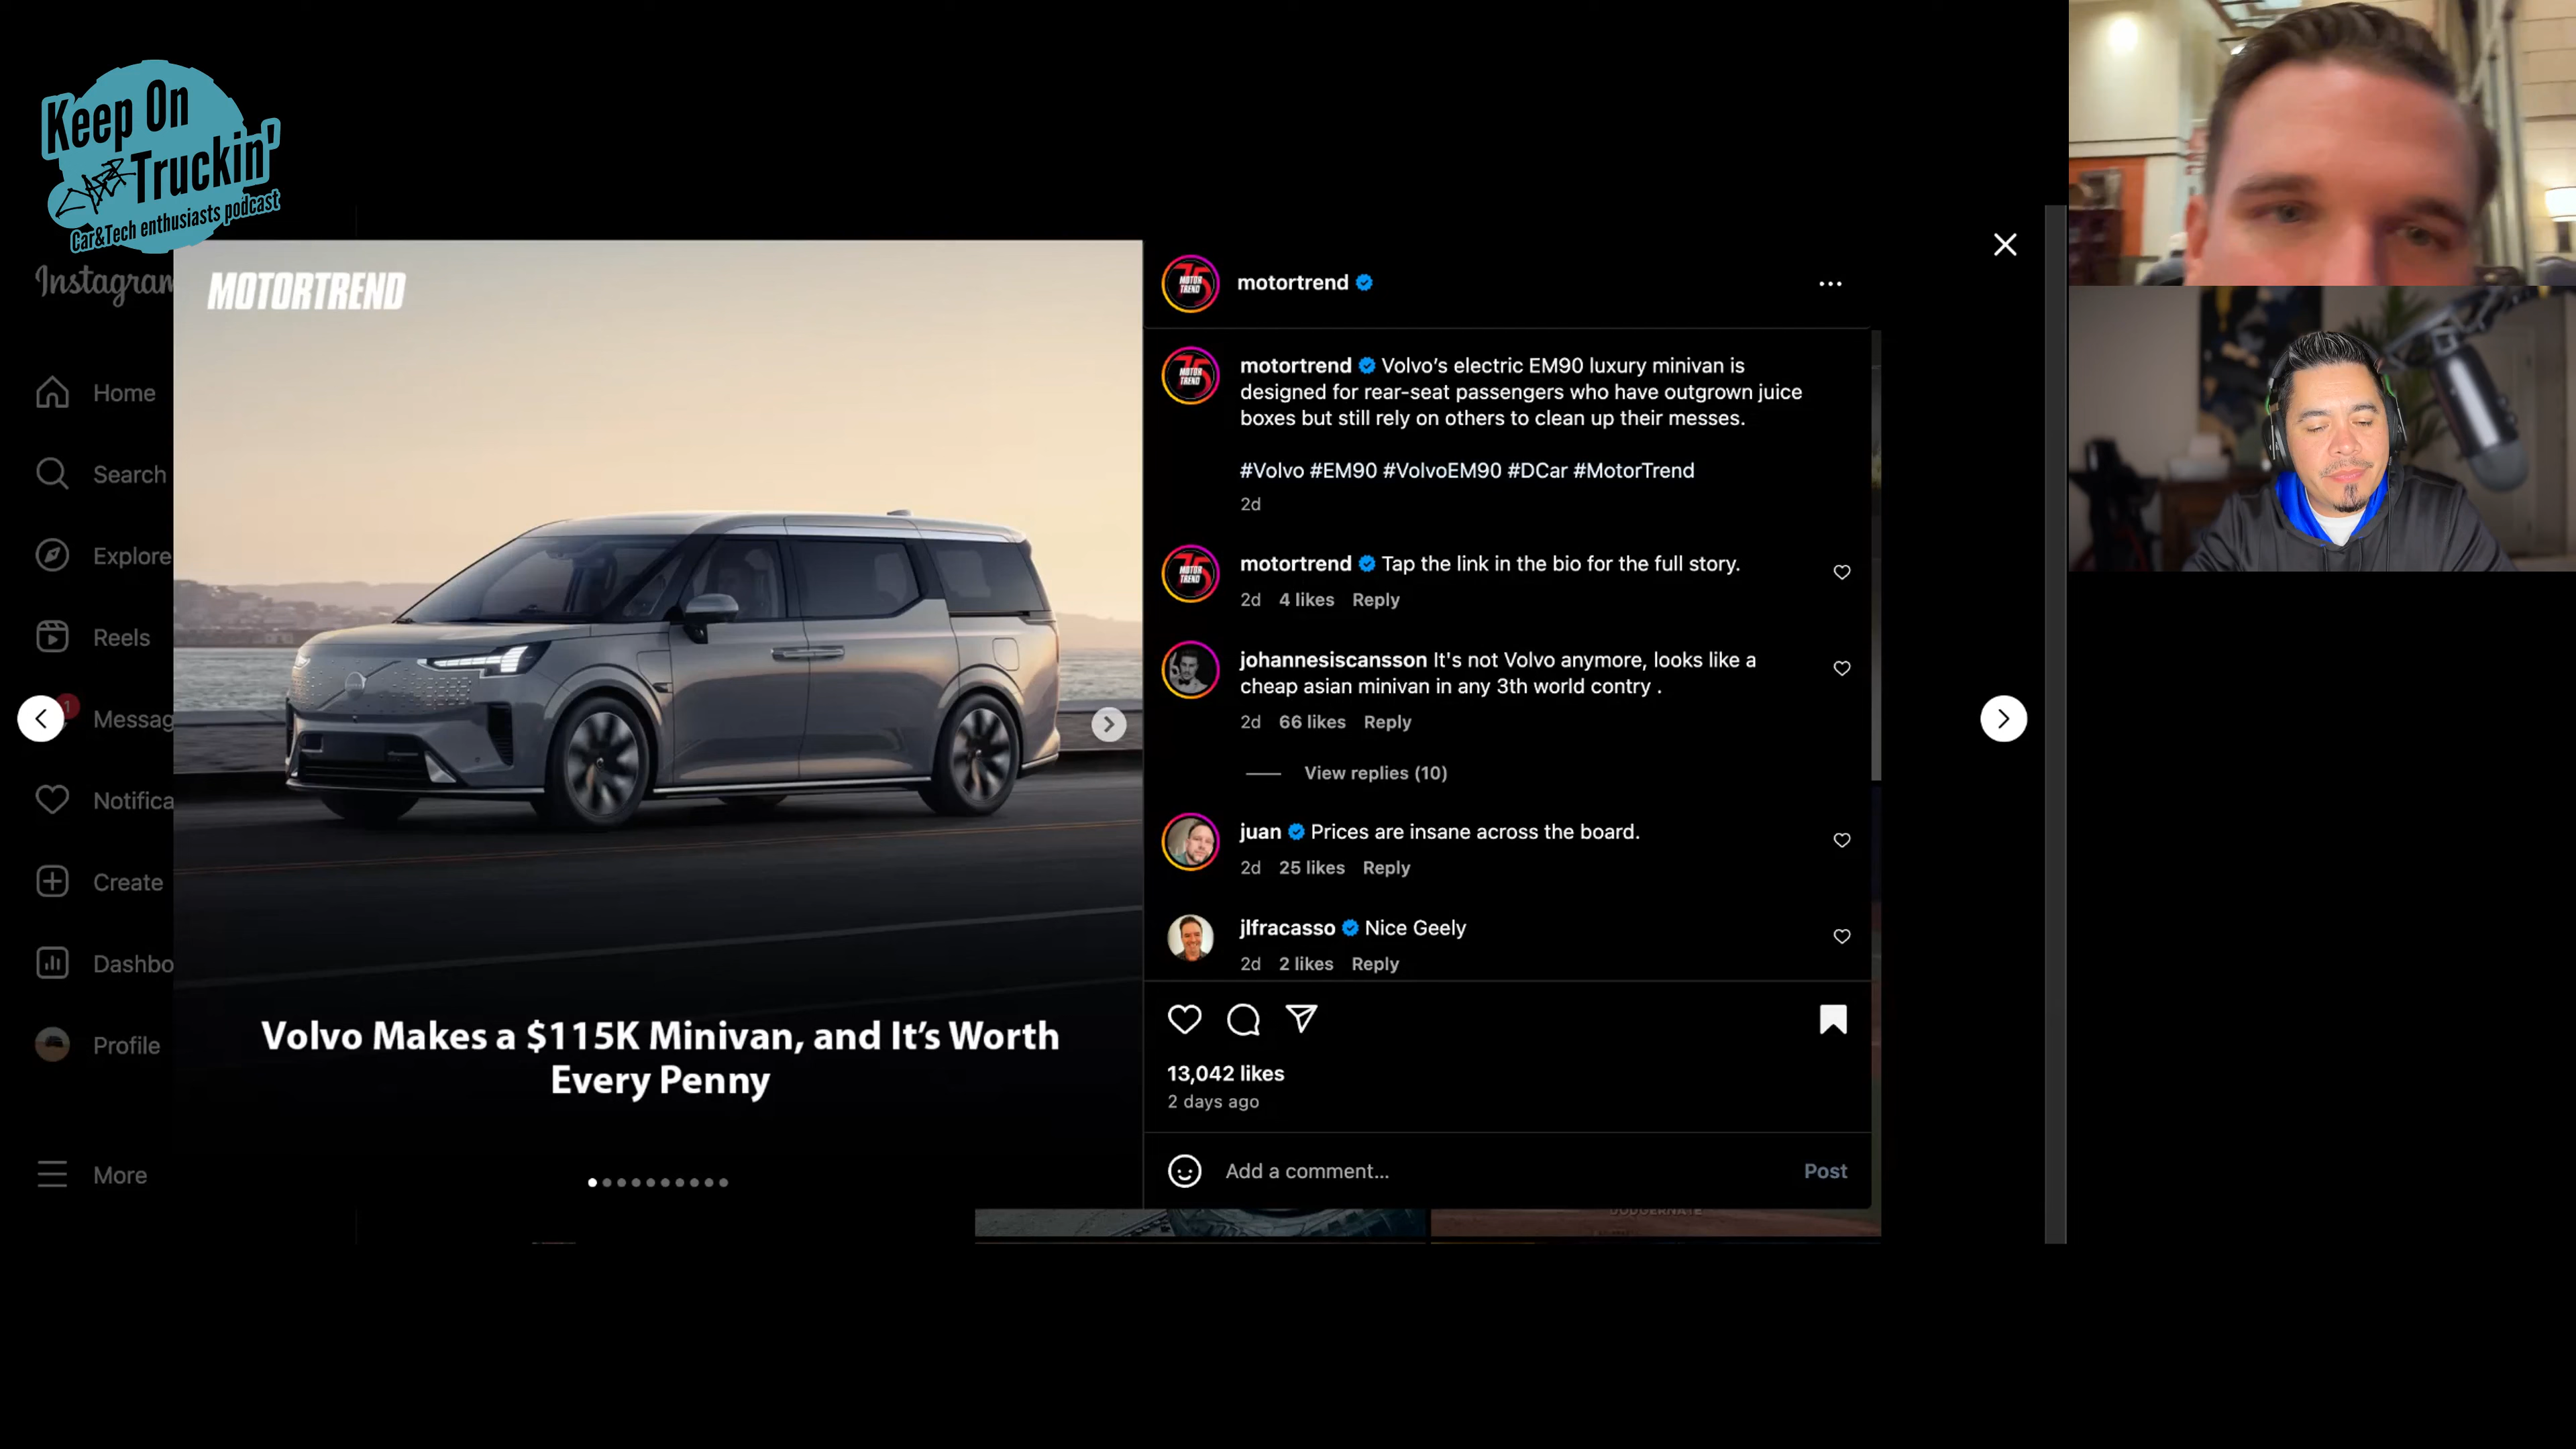 Keep On
Truckin'
Car&Tech enthusiasts podcast
Instagram
Home
Search
Explore
Reels
1
Messag
Notifica
Create
Dashbo
Profile
More
MOTORTREND
Volvo Makes a $115K Minivan, and It's Worth
Every Penny
motortrend
motortrend Volvo's electric EM90 luxury minivan is
designed for rear-seat passengers who have outgrown juice
boxes but still rely on others to clean up their messes.
#Volvo #EM90 #VolvoEM90 #DCar #MotorTrend
2d
motortrend Tap the link in the bio for the full story.
2d 4 likes Reply
johannesiscansson It's not Volvo anymore, looks like a
cheap asian minivan in any 3th world contry .
2d 66 likes Reply
View replies (10)
juan Prices are insane across the board.
2d 25 likes Reply
jlfracasso Nice Geely
2d 2 likes Reply
13,042 likes
2 days ago
Add a comment...
Post